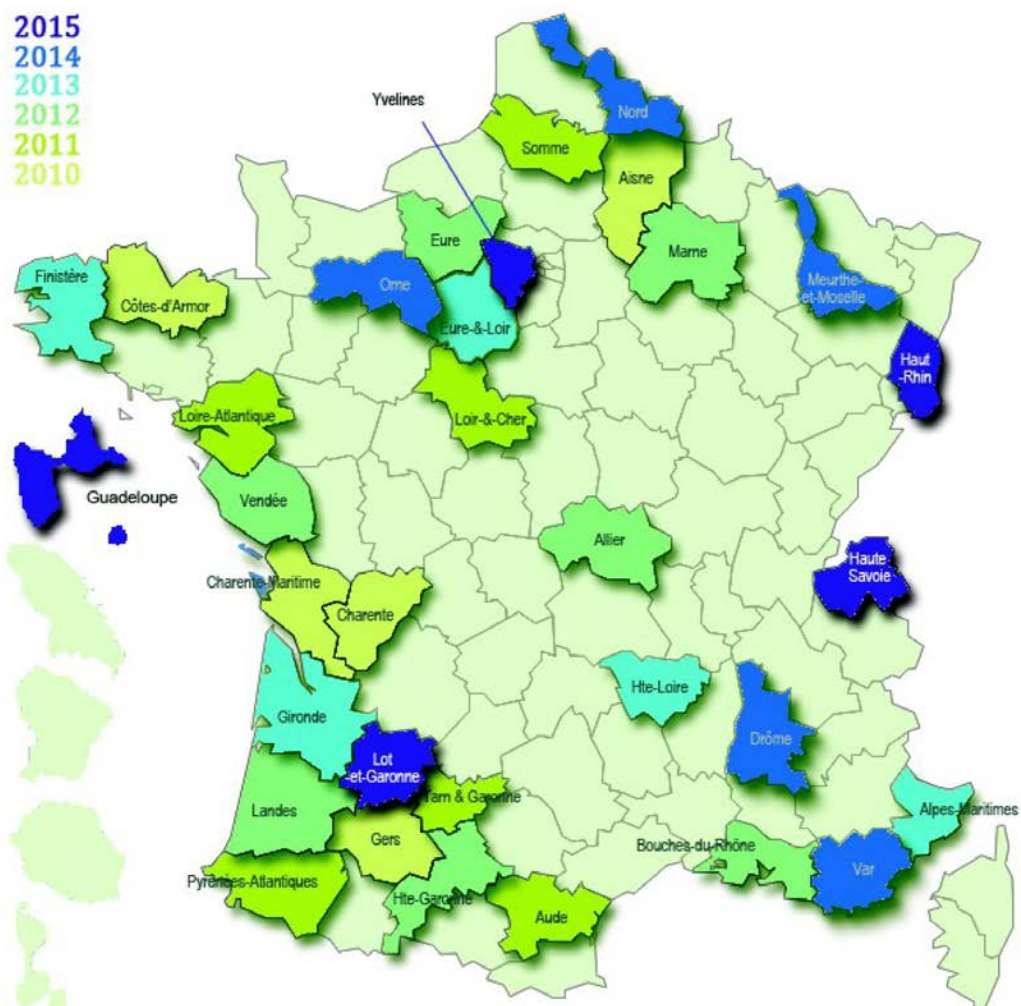 2015
2014
2013
2012
2011
2010
Yvelines
Nord
Somme
Aisne
Eure
Marne
Finistère
Côtes-d'Armor
Orne
Meurthe
-et-Moselle
Eure-&-Loir
Haut
-Rhin
Loire-Atlantique
Loir-&-Cher
Guadeloupe
Vendée
Allier
Haute
Savoie
Charente-Maritime
Charente
Hte-Loire
Gironde
Drôme
Lot
-et-Garonne
Tarn & Garonne
Landes
Alpes-Maritimes
Gers
Bouches-du-Rhône
Var
Pyrénées-Atlantiques
Hte-Garonne
Aude